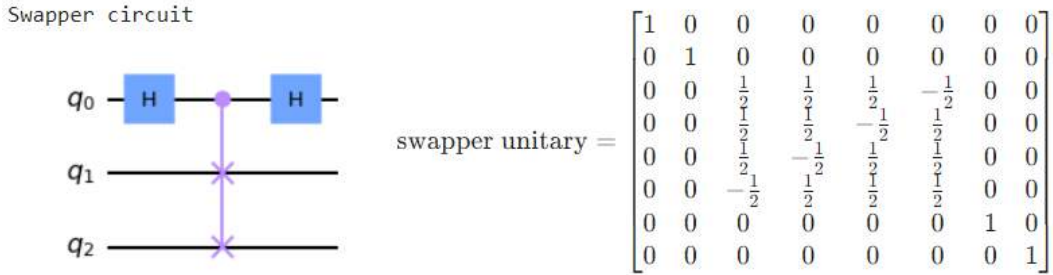 Swapper circuit
q0 H H
q1
q2
swapper unitary =
1 0 0 0 0 0 0 0
0 1 0 0 0 0 0 0
0 0 1/2 1/2 1/2 -1/2 0 0
0 0 1/2 1/2 -1/2 1/2 0 0
0 0 1/2 -1/2 1/2 1/2 0 0
0 0 -1/2 1/2 1/2 1/2 0 0
0 0 0 0 0 0 1 0
0 0 0 0 0 0 0 1